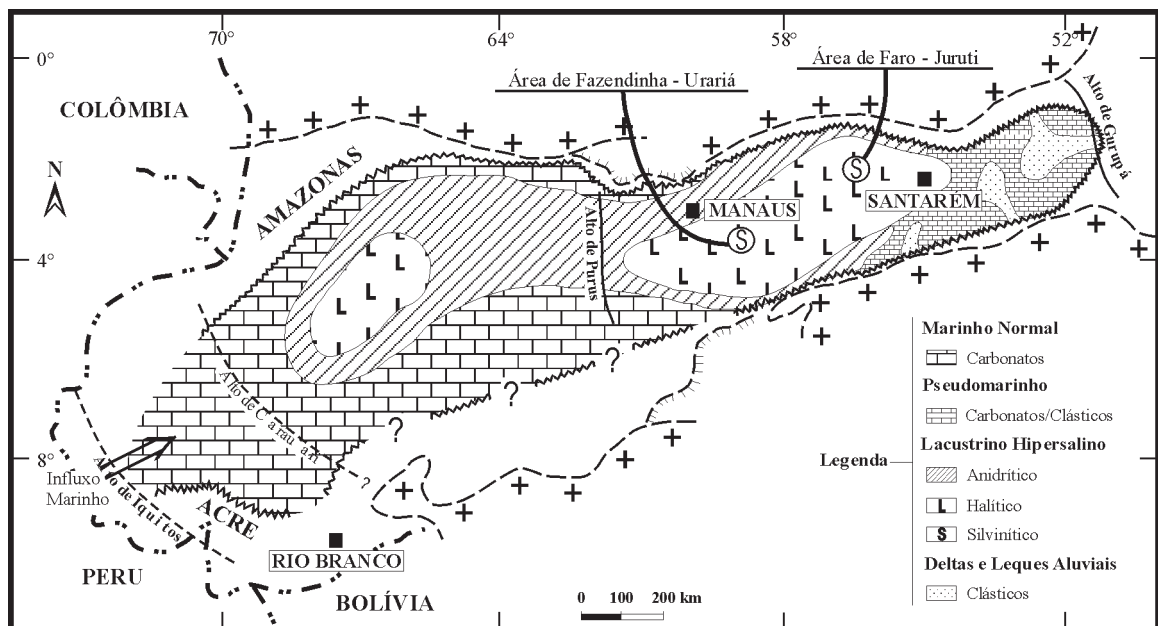 70°
64°
58°
52°
0°
4°
8°
COLÔMBIA
N
AMAZONAS
Área de Fazendinha - Urariá
Área de Faro - Juruti
Alto de Gurupá
MANAUS
SANTARÉM
S
S
Alto de Purus
L
?
?
?
?
Alto de Carauari
Influxo
Marinho
Alto de Iquitos
ACRE
RIO BRANCO
PERU
BOLÍVIA
0 100 200 km
Legenda
Marinho Normal
Carbonatos
Pseudomarinho
Carbonatos/Clásticos
Lacustrino Hipersalino
Anidrítico
L Halítico
S Silvinítico
Deltas e Leques Aluviais
Clásticos